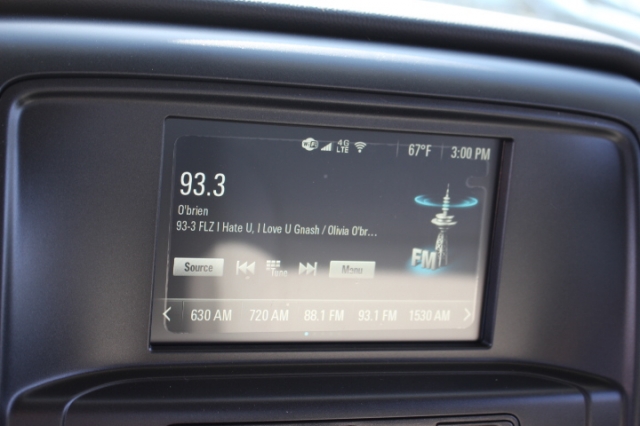 4G
LTE
67°F
3:00 PM
93.3
O'brien
93-3 FLZ I Hate U, I Love U Gnash / Olivia O'br...
FM
Source
Tune
Menu
630 AM 720 AM 88.1 FM 93.1 FM 1530 AM